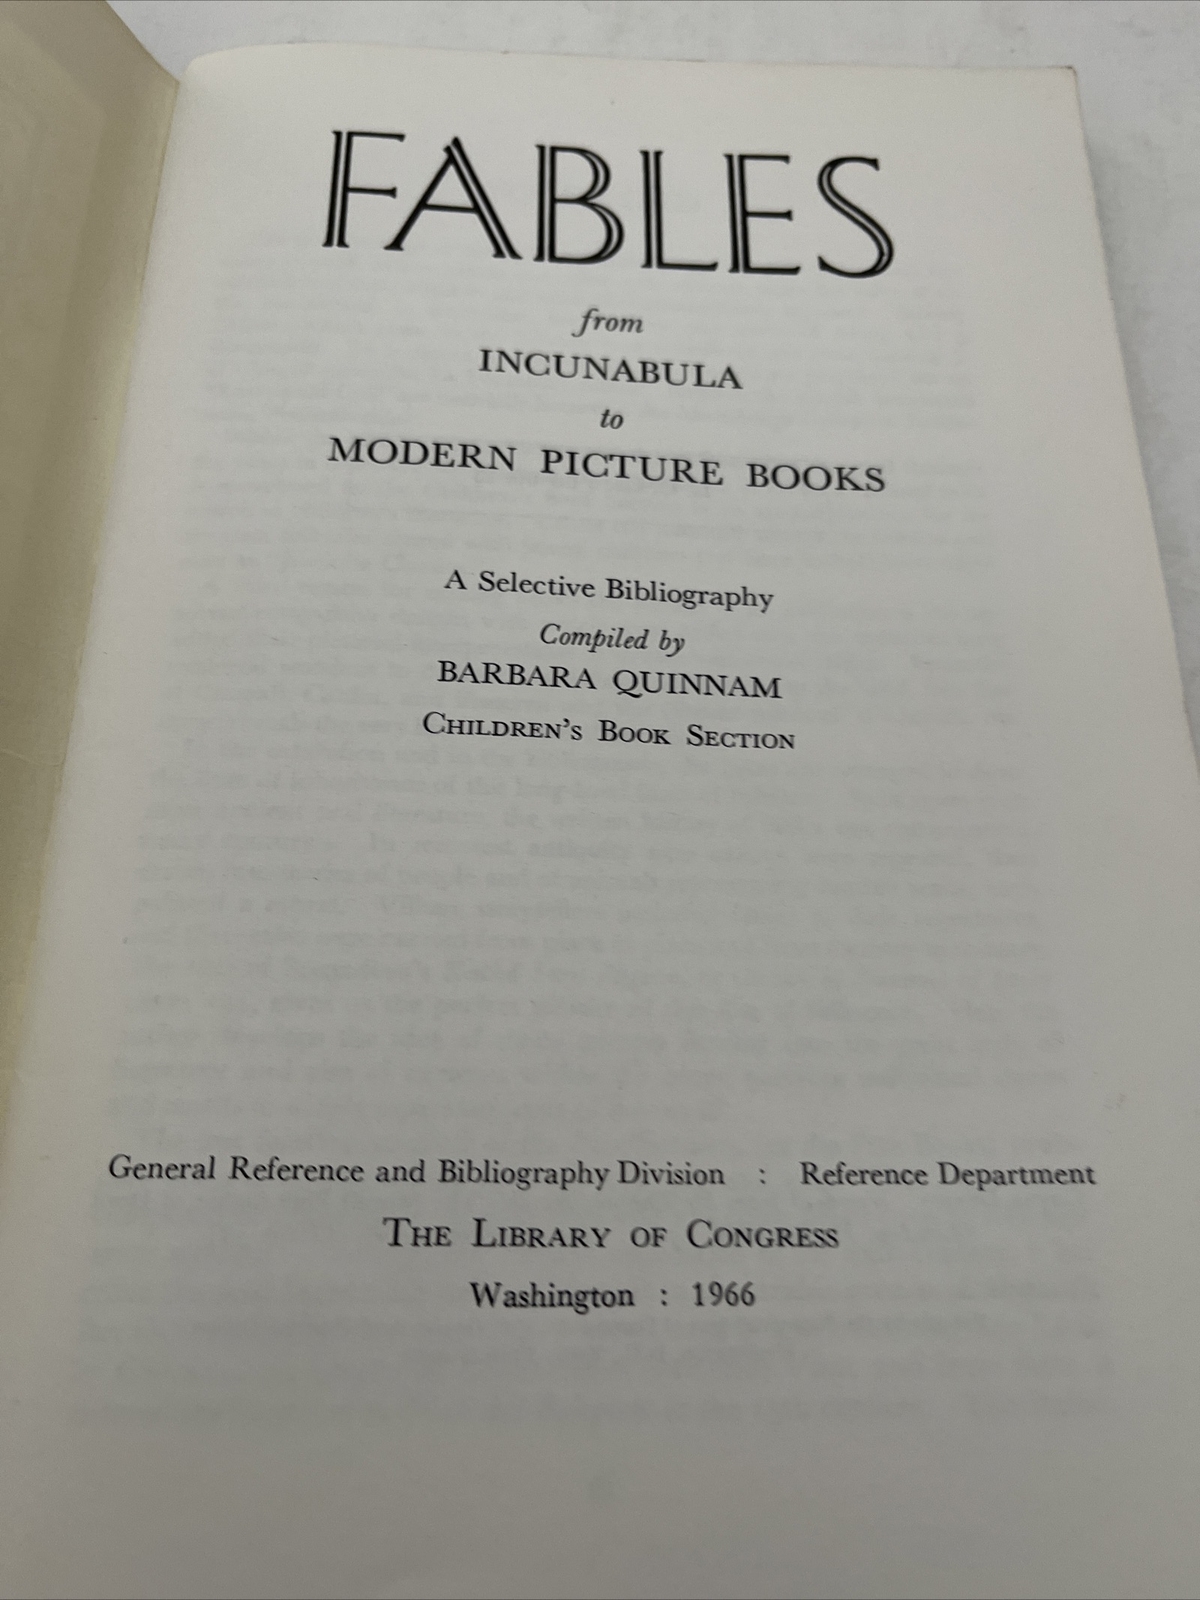 FABLES
from
INCUNABULA
to
MODERN PICTURE BOOKS
A Selective Bibliography
Compiled by
BARBARA QUINNAM
CHILDREN'S BOOK SECTION
General Reference and Bibliography Division : Reference Department
THE LIBRARY OF CONGRESS
Washington : 1966